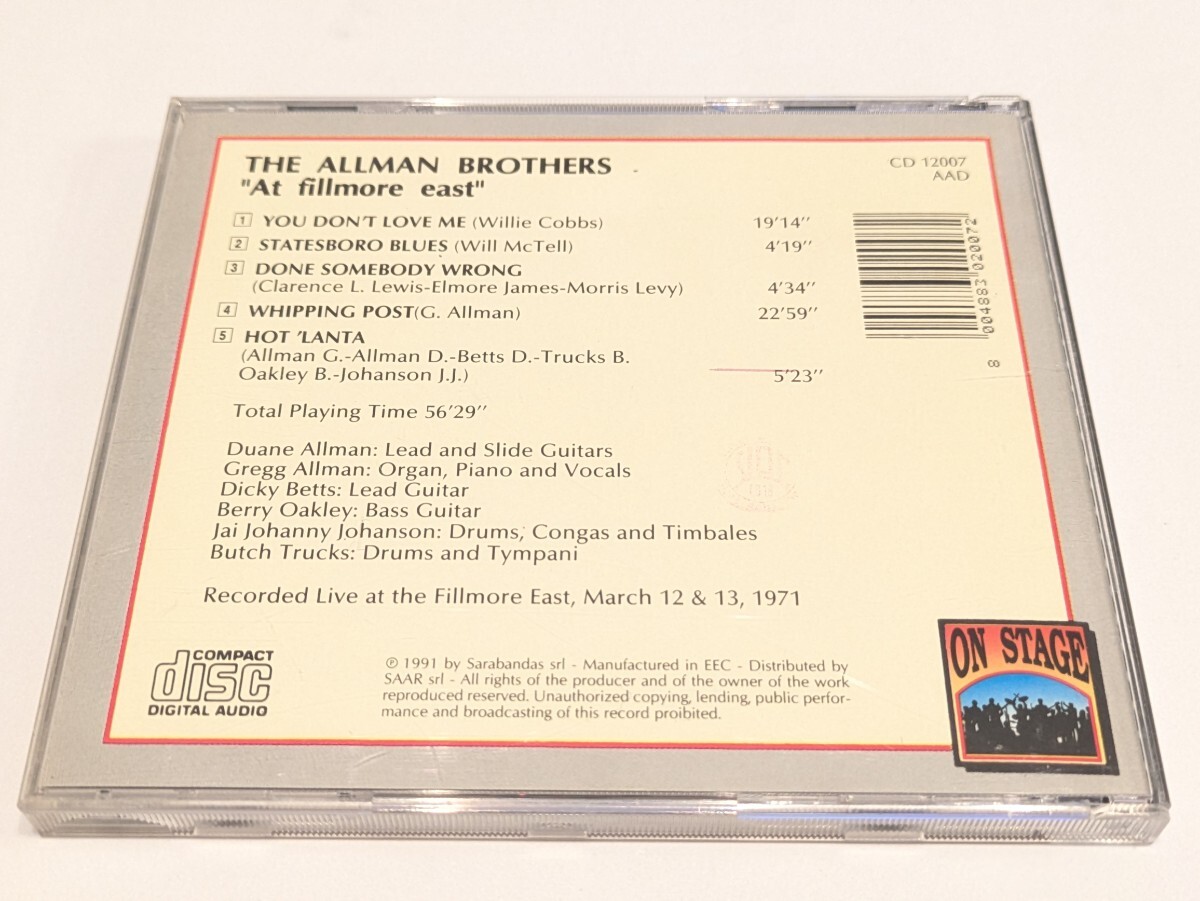 THE ALLMAN BROTHERS
"At fillmore east"
CD 12007
AAD
1 YOU DON'T LOVE ME (Willie Cobbs) 19'14''
2 STATESBORO BLUES (Will McTell) 4'19''
3 DONE SOMEBODY WRONG
(Clarence L. Lewis-Elmore James-Morris Levy) 4'34''
4 WHIPPING POST(G. Allman) 22'59''
5 HOT 'LANTA
(Allman G.-Allman D.-Betts D.-Trucks B.
Oakley B.-Johanson J.J.) 5'23''
Total Playing Time 56'29''
Duane Allman: Lead and Slide Guitars
Gregg Allman: Organ, Piano and Vocals
Dicky Betts: Lead Guitar
Berry Oakley: Bass Guitar
Jai Johanny Johanson: Drums, Congas and Timbales
Butch Trucks: Drums and Tympani
Recorded Live at the Fillmore East, March 12 & 13, 1971
004883 020072
8
COMPACT
disc
DIGITAL AUDIO
℗ 1991 by Sarabandas srl - Manufactured in EEC - Distributed by
SAAR srl - All rights of the producer and of the owner of the work
reproduced reserved. Unauthorized copying, lending, public perfor-
mance and broadcasting of this record proibited.
ON STAGE